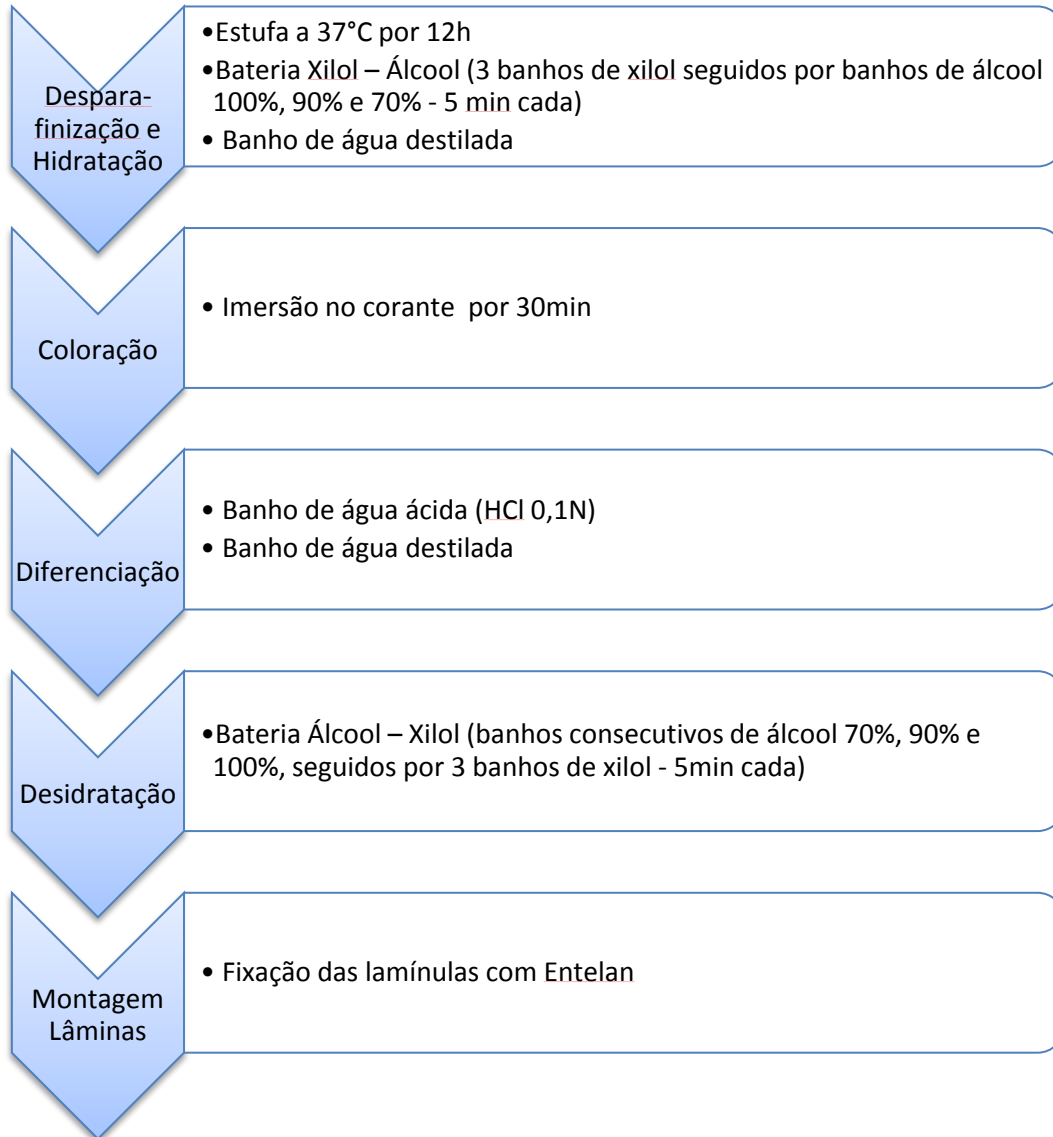 Despara-
finização e
Hidratação
•Estufa a 37°C por 12h
•Bateria Xilol – Álcool (3 banhos de xilol seguidos por banhos de álcool
100%, 90% e 70% - 5 min cada)
• Banho de água destilada
Coloração
• Imersão no corante por 30min
Diferenciação
• Banho de água ácida (HCl 0,1N)
• Banho de água destilada
Desidratação
•Bateria Álcool – Xilol (banhos consecutivos de álcool 70%, 90% e
100%, seguidos por 3 banhos de xilol - 5min cada)
Montagem
Lâminas
• Fixação das lamínulas com Entelan